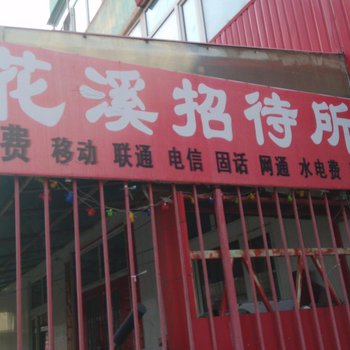 花溪招待所
费 移动 联通 电信 固话 网通 水电费